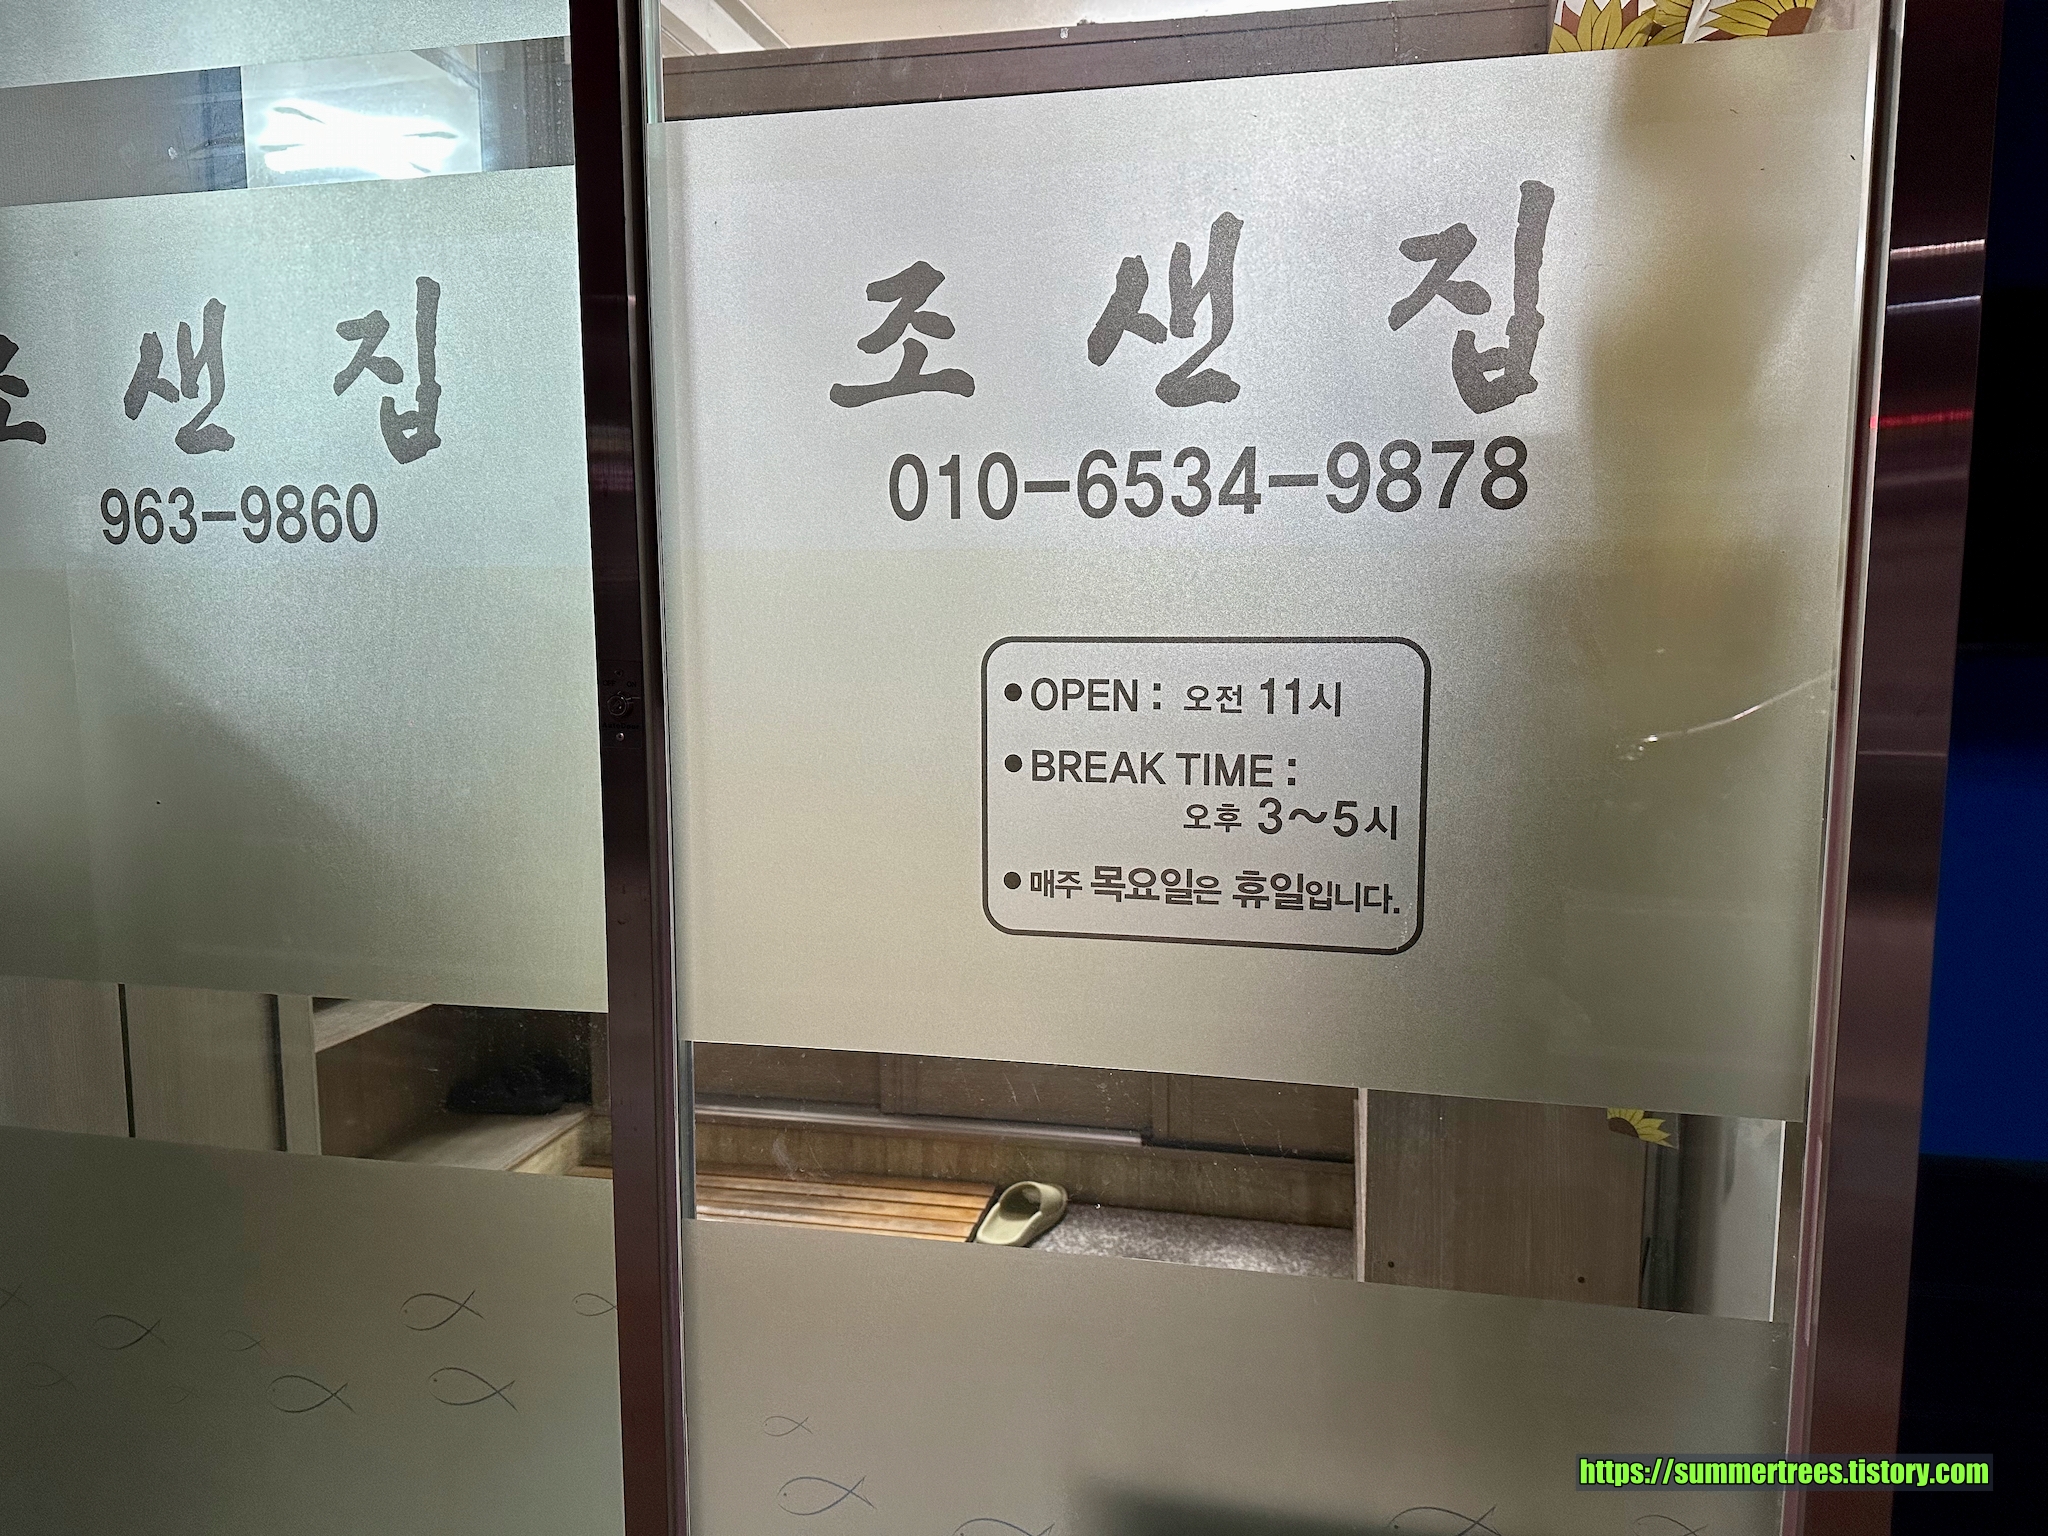 조샌집
963-9860
조샌집
010-6534-9878
•OPEN : 오전 11시
•BREAK TIME :
오후 3~5시
•매주 목요일은 휴일입니다.
https://summertrees.tistory.com